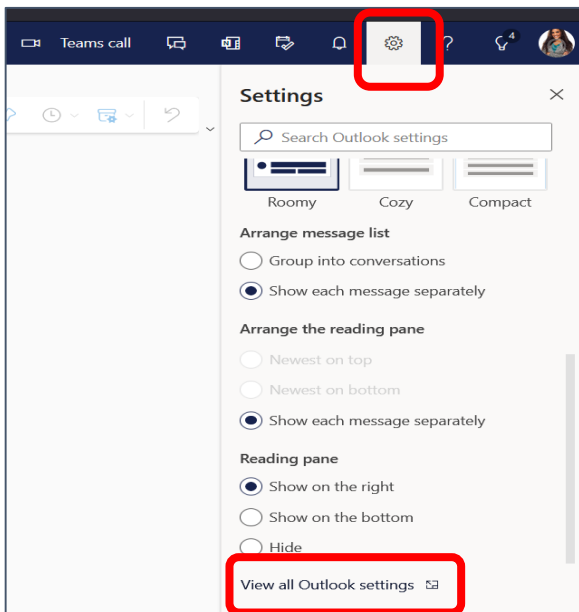 Teams call
?
4
Settings
Search Outlook settings
Roomy Cozy Compact
Arrange message list
Group into conversations
Show each message separately
Arrange the reading pane
Newest on top
Newest on bottom
Show each message separately
Reading pane
Show on the right
Show on the bottom
Hide
View all Outlook settings